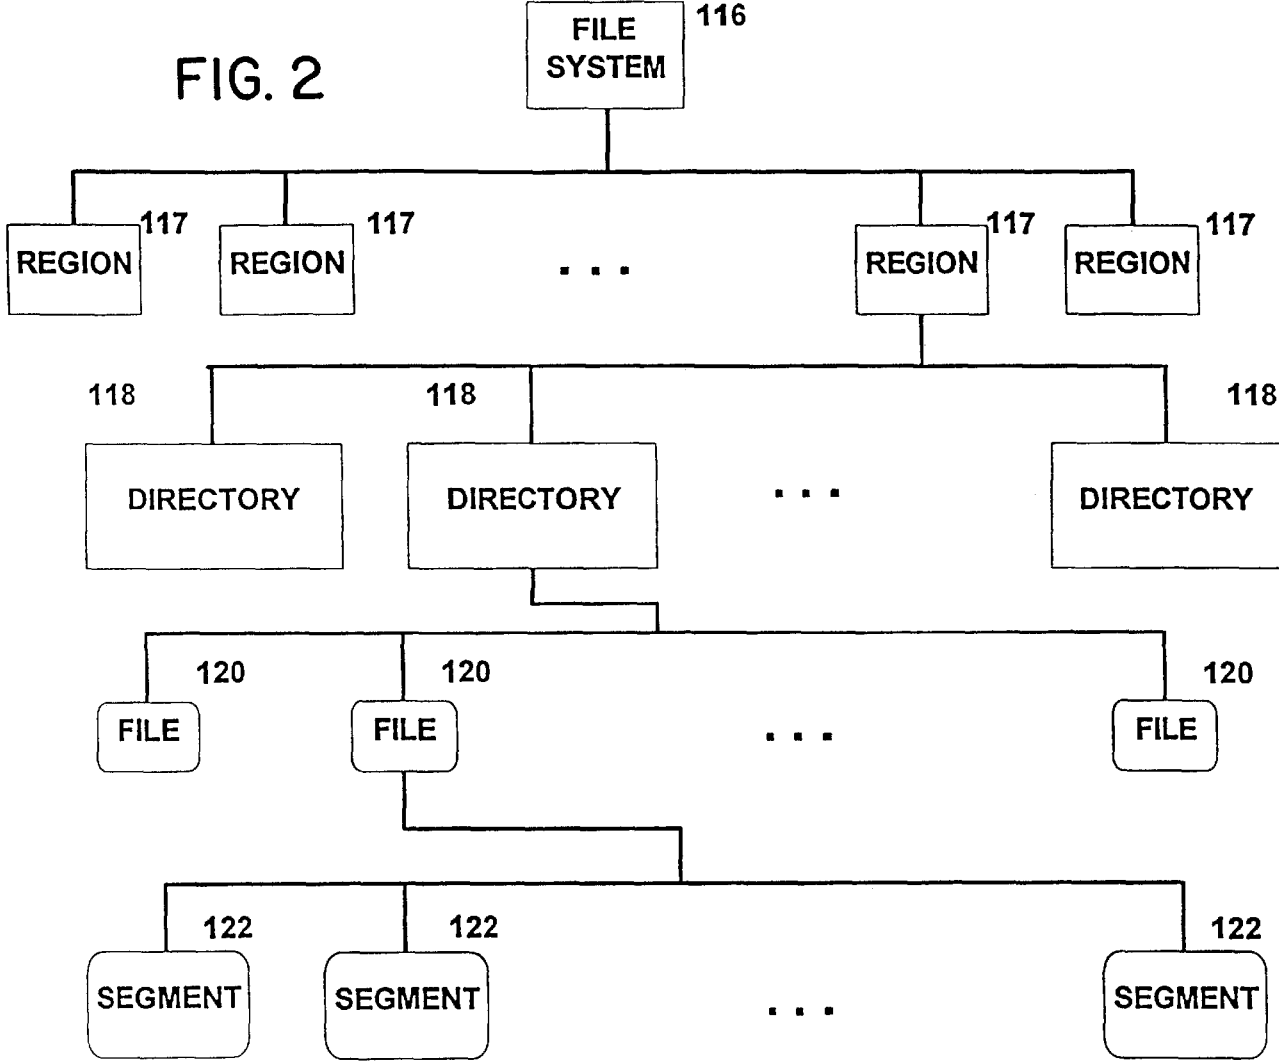 116
FILE
SYSTEM
FIG. 2
117 117 117 117
REGION REGION . . . REGION REGION
118 118 118
DIRECTORY DIRECTORY . . . DIRECTORY
120 120 120
FILE FILE . . . FILE
122 122 122
SEGMENT SEGMENT . . . SEGMENT